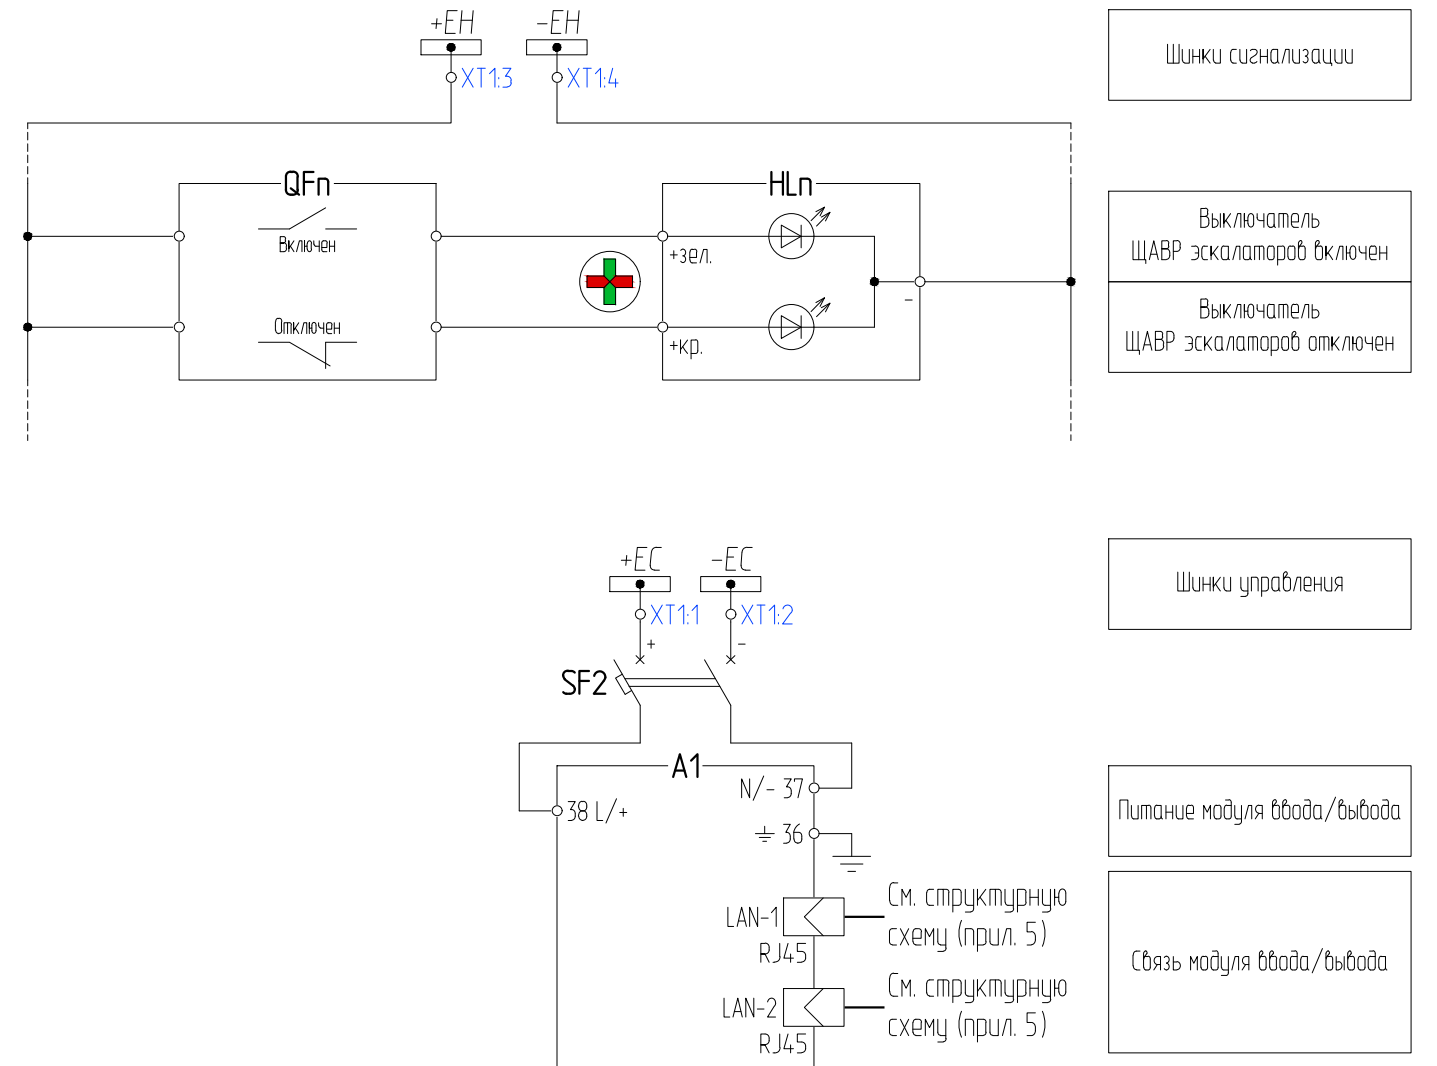 +EH
-EH
Шинки сигнализации
XT1:3
XT1:4
QFn
HLn
Включен
+зел.
Выключатель
ЩАВР эскалаторов включен
-
Отключен
+кр.
Выключатель
ЩАВР эскалаторов отключен
+EC
-EC
Шинки управления
XT1:1
XT1:2
+
-
SF2
A1
N/- 37
38 L/+
Питание модуля ввода/вывода
36
LAN-1
RJ45
См. структурную
схему (прил. 5)
Связь модуля ввода/вывода
LAN-2
RJ45
См. структурную
схему (прил. 5)